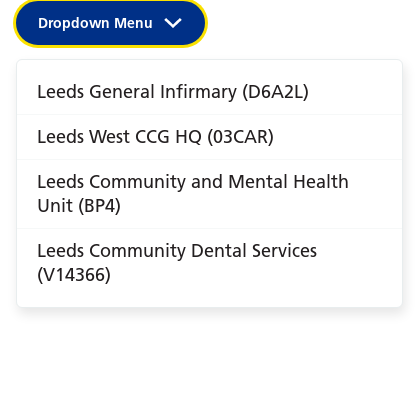 Dropdown Menu
Leeds General Infirmary (D6A2L)
Leeds West CCG HQ (03CAR)
Leeds Community and Mental Health
Unit (BP4)
Leeds Community Dental Services
(V14366)